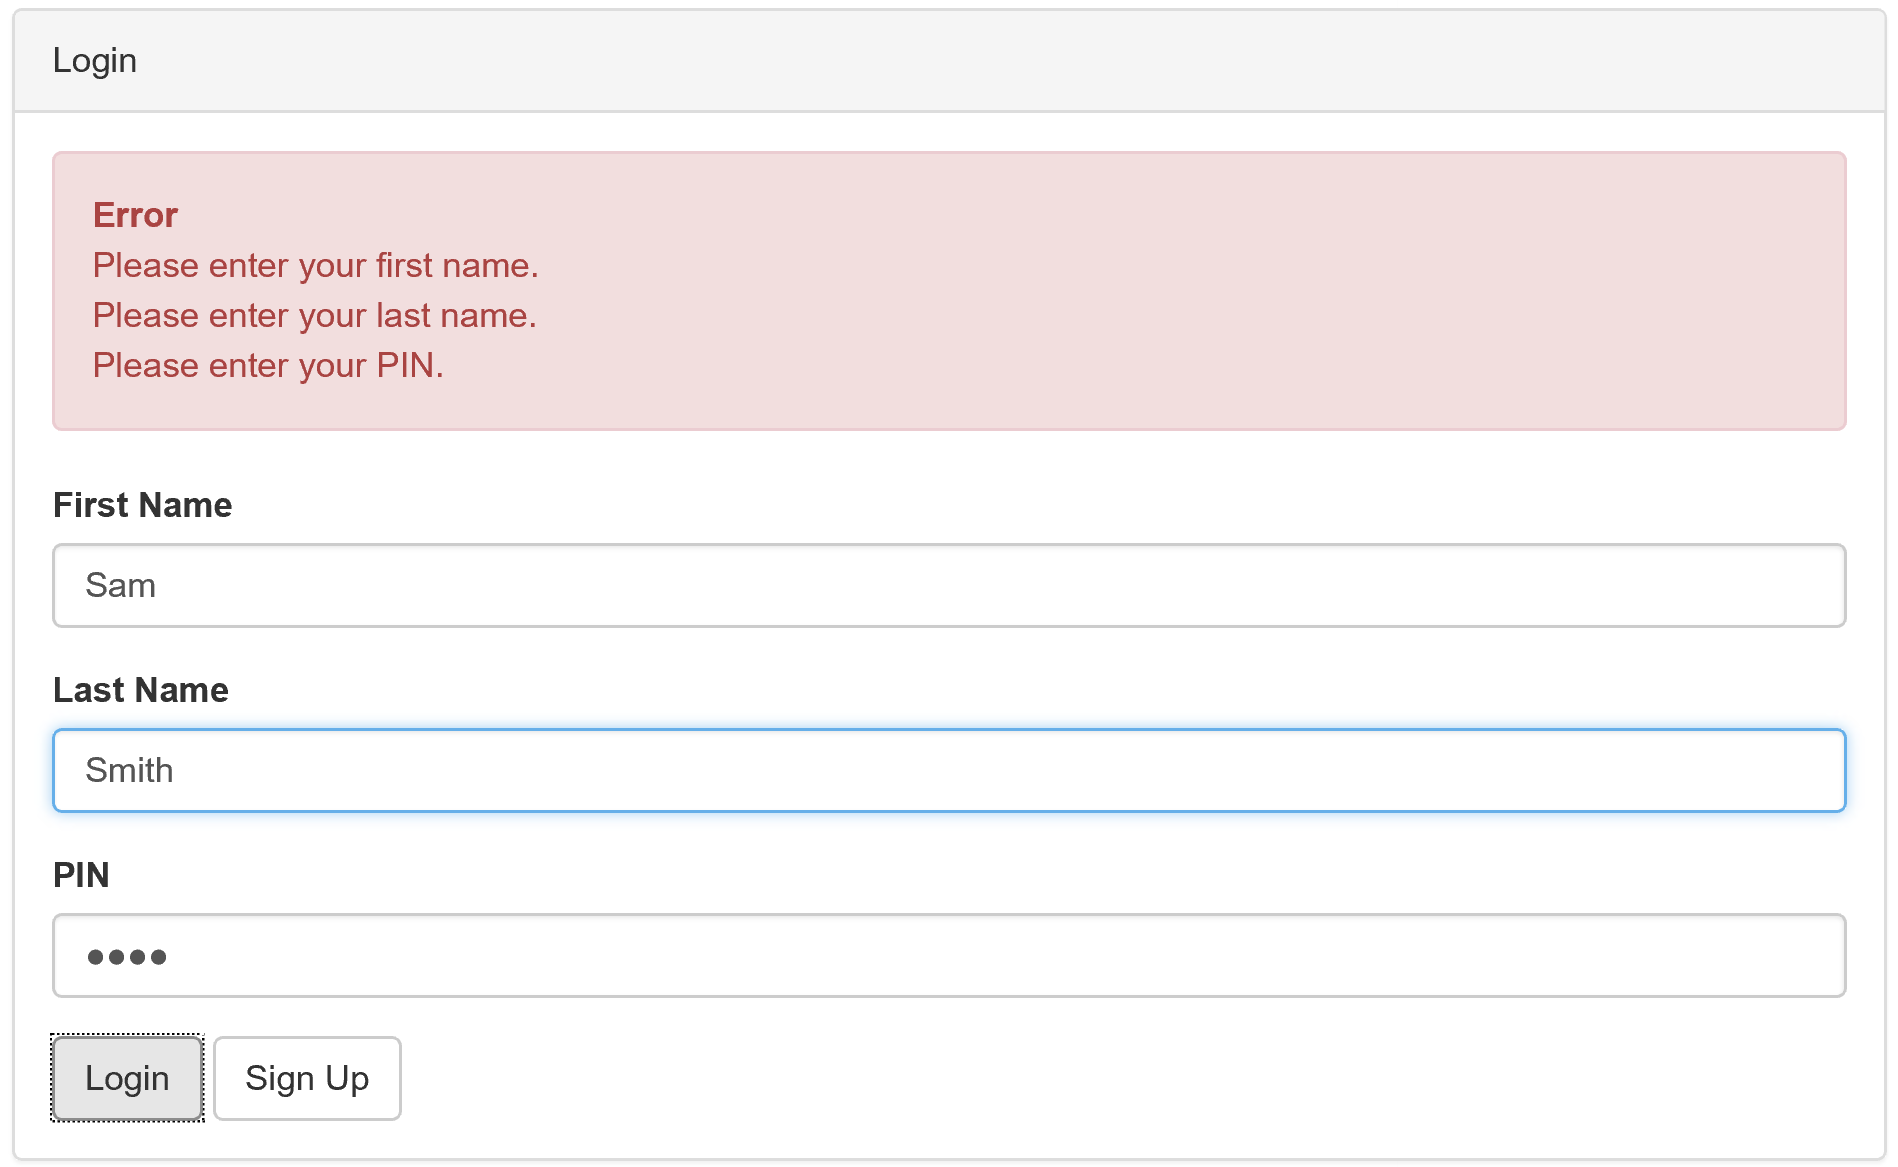 Login
Error
Please enter your first name.
Please enter your last name.
Please enter your PIN.
First Name
Sam
Last Name
Smith
PIN
●●●●
Login Sign Up